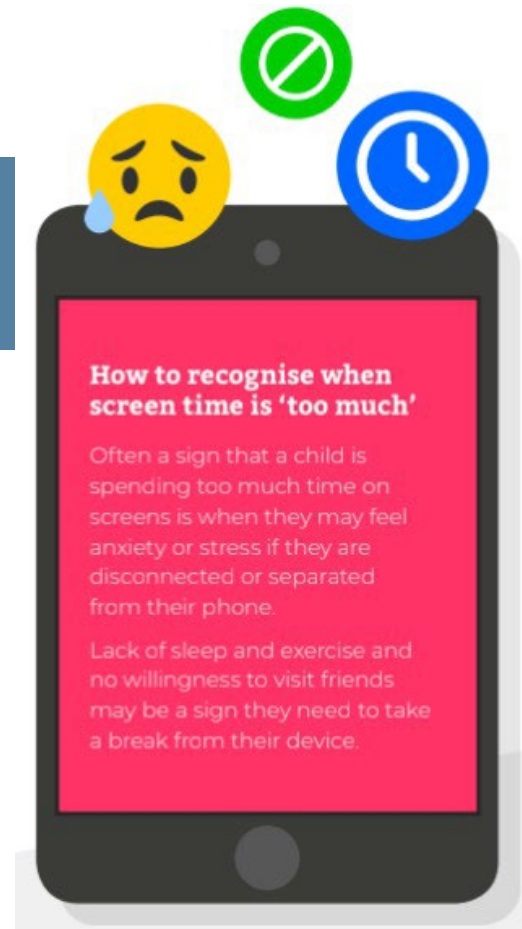 How to recognise when
screen time is ‘too much’
Often a sign that a child is
spending too much time on
screens is when they may feel
anxiety or stress if they are
disconnected or separated
from their phone.
Lack of sleep and exercise and
no willingness to visit friends
may be a sign they need to take
a break from their device.